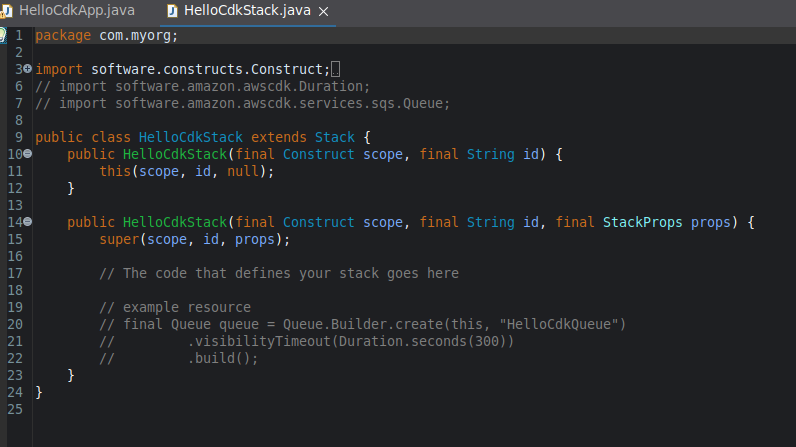 HelloCdkApp.java HelloCdkStack.java ×
1 package com.myorg;
2
3 import software.constructs.Construct;
6 // import software.amazon.awscdk.Duration;
7 // import software.amazon.awscdk.services.sqs.Queue;
8
9 public class HelloCdkStack extends Stack {
10     public HelloCdkStack(final Construct scope, final String id) {
11         this(scope, id, null);
12     }
13
14     public HelloCdkStack(final Construct scope, final String id, final StackProps props) {
15         super(scope, id, props);
16
17         // The code that defines your stack goes here
18
19         // example resource
20         // final Queue queue = Queue.Builder.create(this, "HelloCdkQueue")
21         //         .visibilityTimeout(Duration.seconds(300))
22         //         .build();
23     }
24 }
25